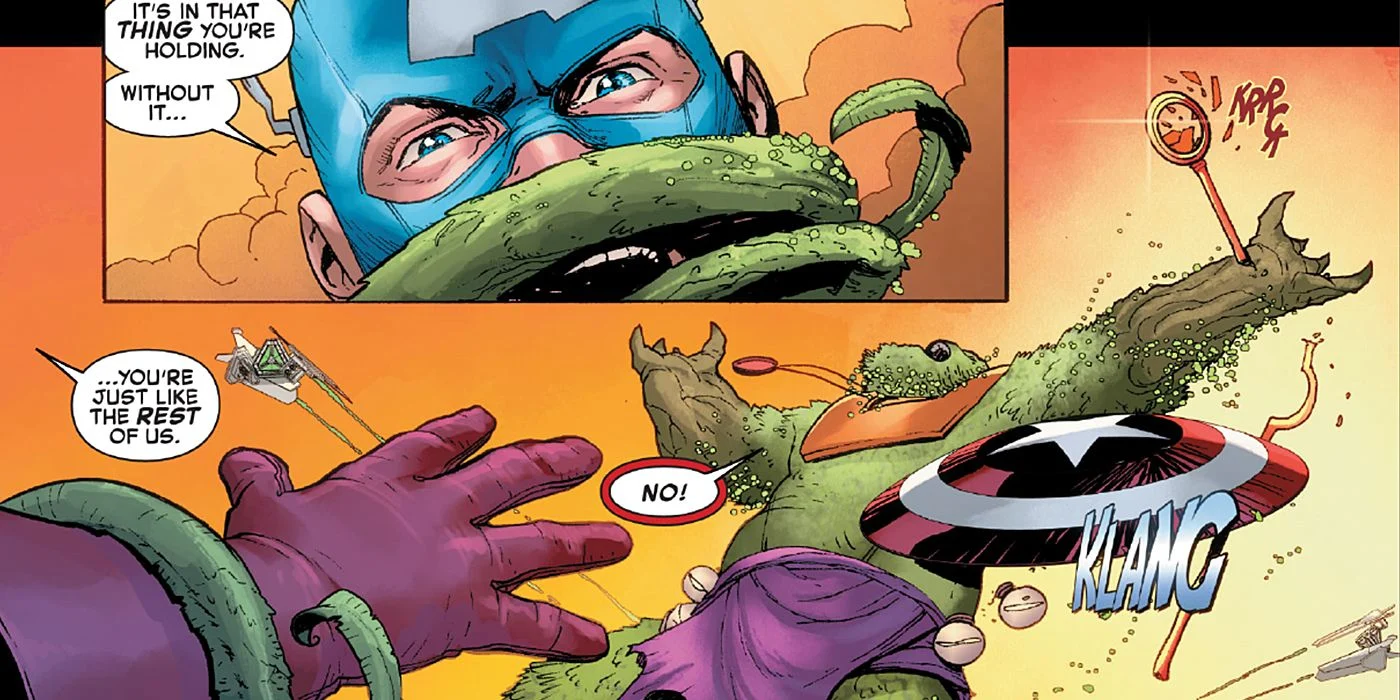 IT'S IN THAT
THING YOU'RE
HOLDING.
WITHOUT
IT...
KRRG
...YOU'RE
JUST LIKE
THE REST
OF US.
NO!
KLANG